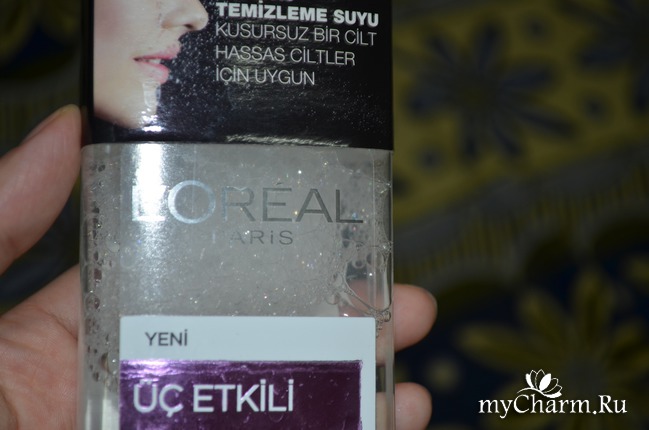 TEMİZLEME SUYU
KUSURSUZ BİR CİLT
HASSAS CİLTLER
İÇİN UYGUN
L'ORÉAL
PARiS
YENİ
ÜÇ ETKİLİ
myCharm.Ru